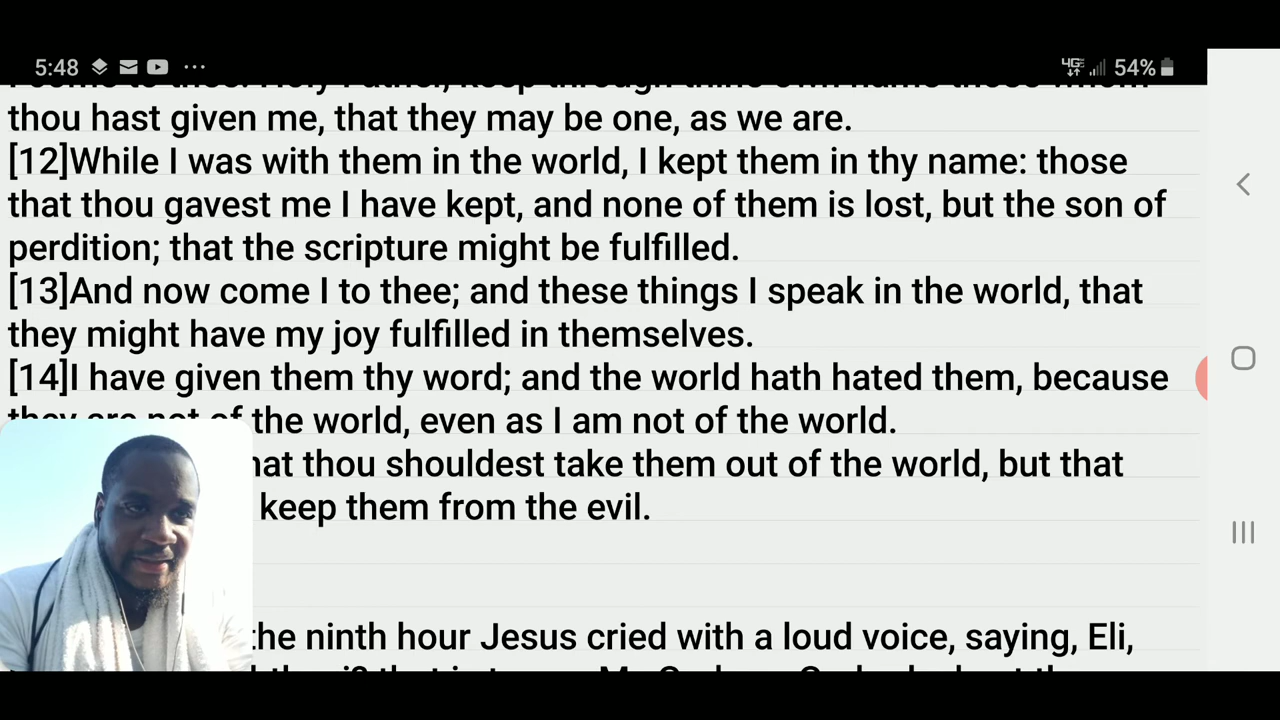 5:48 ... 4G 54%
thou hast given me, that they may be one, as we are.
[12]While I was with them in the world, I kept them in thy name: those
that thou gavest me I have kept, and none of them is lost, but the son of
perdition; that the scripture might be fulfilled.
[13]And now come I to thee; and these things I speak in the world, that
they might have my joy fulfilled in themselves.
[14]I have given them thy word; and the world hath hated them, because
they are not of the world, even as I am not of the world.
that thou shouldest take them out of the world, but that
keep them from the evil.
the ninth hour Jesus cried with a loud voice, saying, Eli,